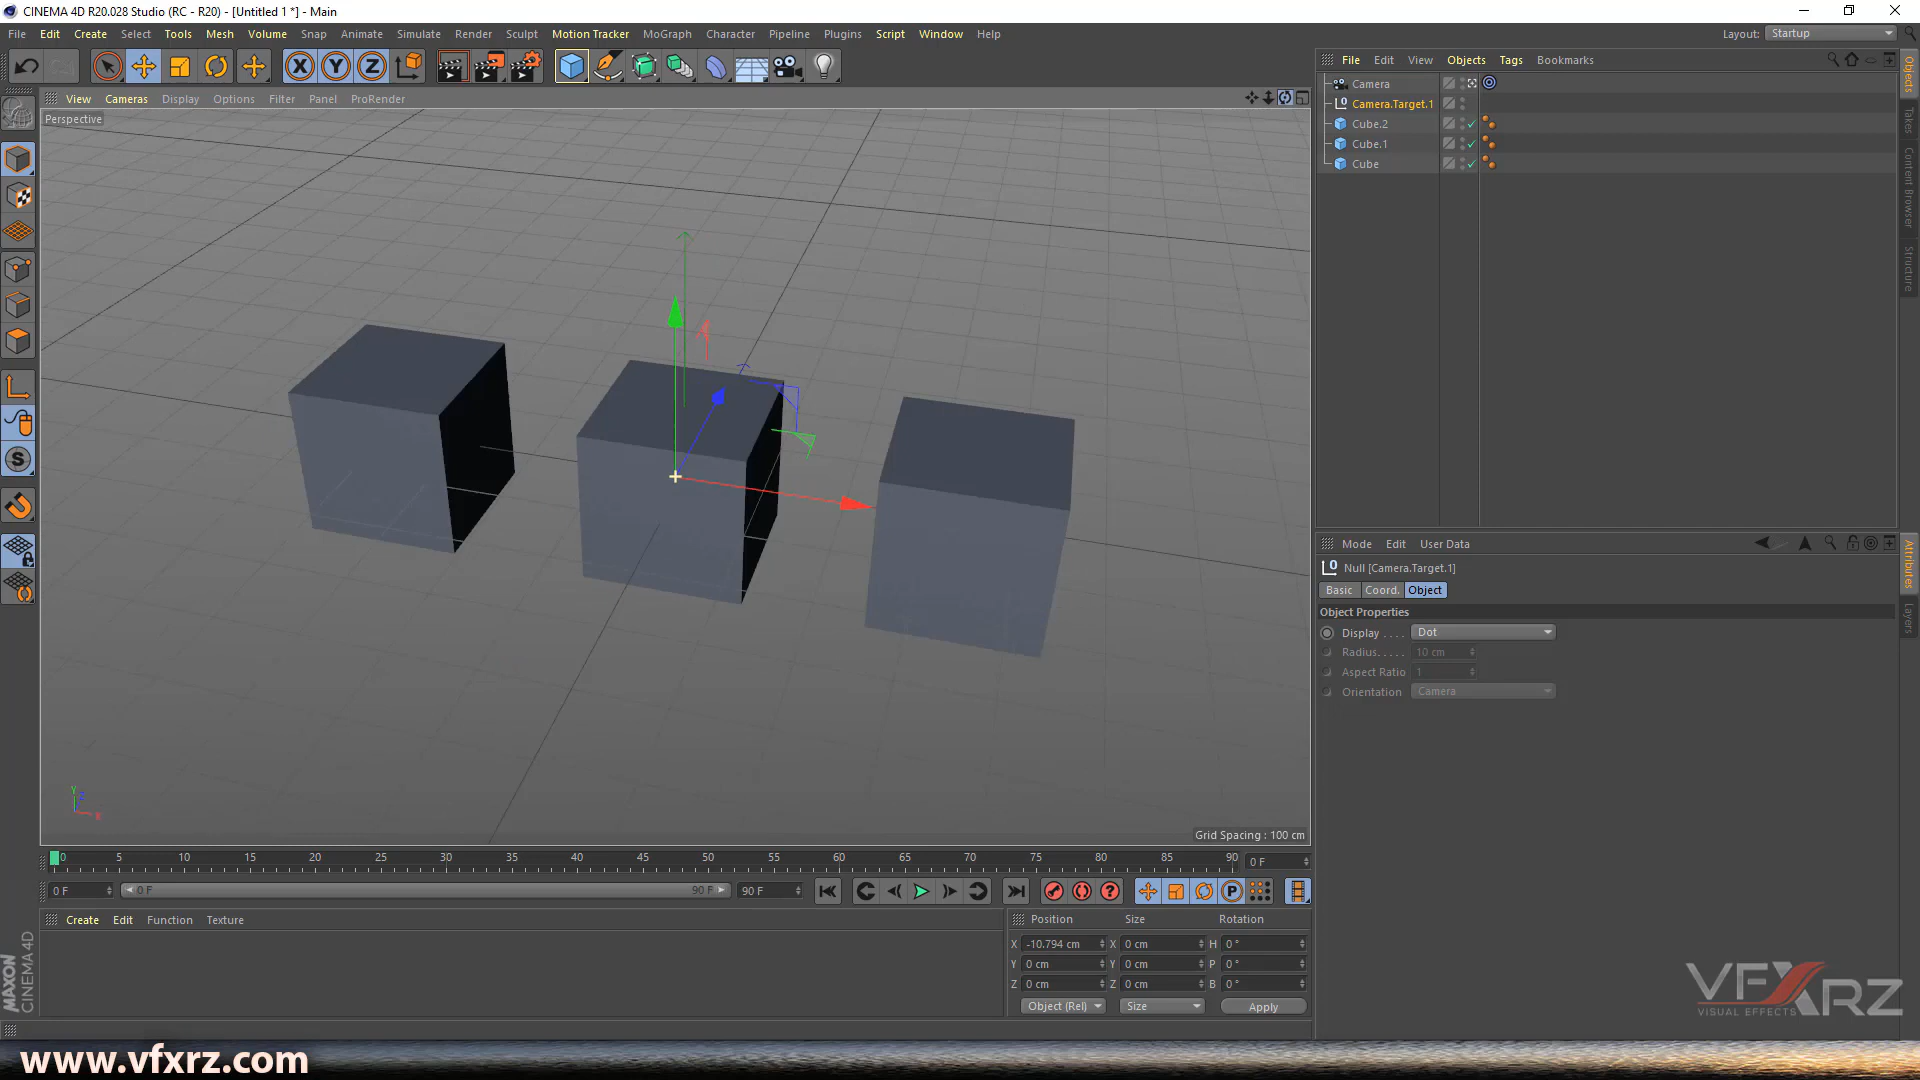 CINEMA 4D R20.028 Studio (RC - R20) - [Untitled 1 *] - Main
File Edit Create Select Tools Mesh Volume Snap Animate Simulate Render Sculpt Motion Tracker MoGraph Character Pipeline Plugins Script Window Help Layout: Startup
X Y Z
File Edit View Objects Tags Bookmarks
View Cameras Display Options Filter Panel ProRender
Perspective
Camera
Camera.Target.1
Cube.2
Cube.1
Cube
Objects
Takes
Content Browser
Structure
Mode Edit User Data
Null [Camera.Target.1]
Basic Coord. Object
Object Properties
Display . . . . Dot
Radius. . . . . 10 cm
Aspect Ratio 1
Orientation Camera
Attributes
Layers
Y Z X
Grid Spacing : 100 cm
0 5 10 15 20 25 30 35 40 45 50 55 60 65 70 75 80 85 90 0 F
0 F 0 F 90 F 90 F
Create Edit Function Texture
Position Size Rotation
X -10.794 cm X 0 cm H 0 °
Y 0 cm Y 0 cm P 0 °
Z 0 cm Z 0 cm B 0 °
Object (Rel) Size Apply
MAXON
CINEMA 4D
VFXRZ
VISUAL EFFECTS
www.vfxrz.com